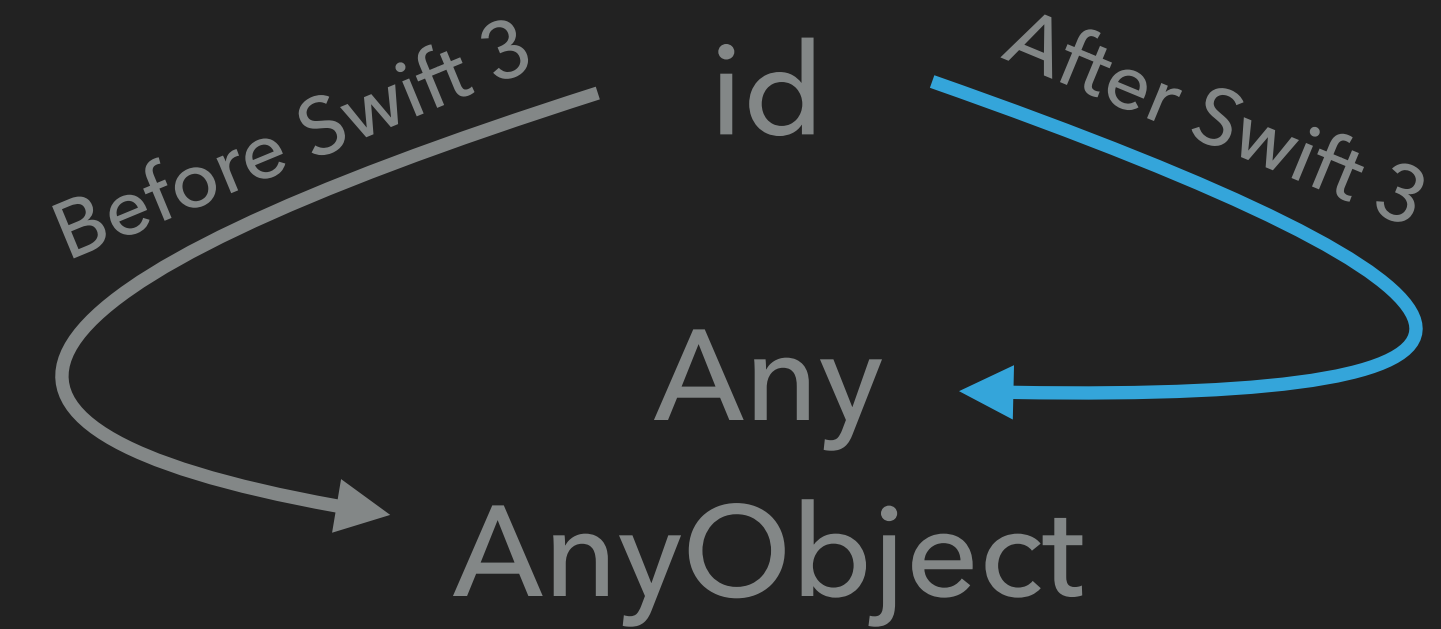 Before Swift 3
id
After Swift 3
Any
AnyObject